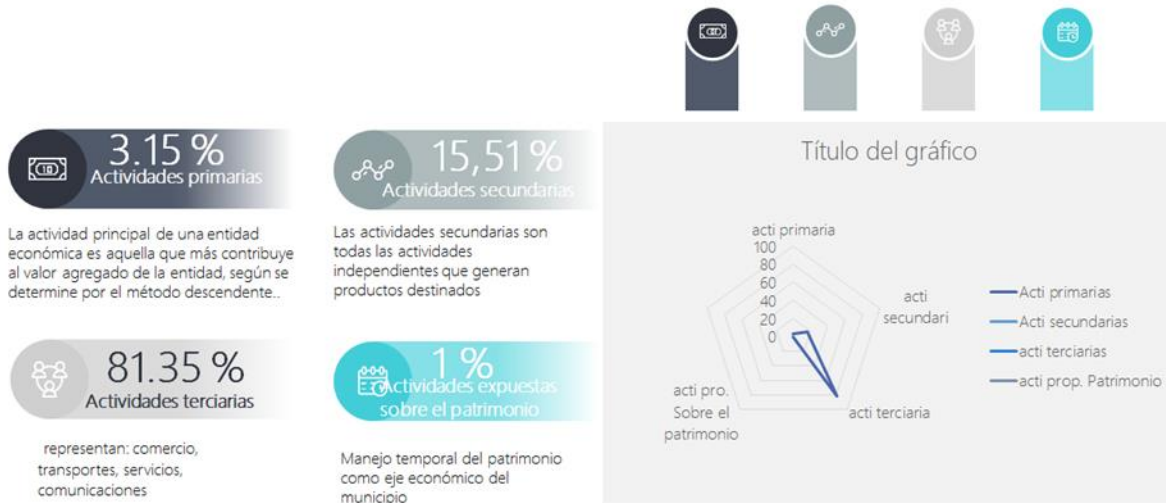 3.15 %
Actividades primarias
La actividad principal de una entidad
económica es aquella que más contribuye
al valor agregado de la entidad, según se
determine por el método descendente..
15,51 %
Actividades secundarias
Las actividades secundarias son
todas las actividades
independientes que generan
productos destinados
81.35 %
Actividades terciarias
representan: comercio,
transportes, servicios,
comunicaciones
1 %
Actividades expuestas
sobre el patrimonio
Manejo temporal del patrimonio
como eje económico del
municipio
Título del gráfico
acti primaria
100
80
60
40
20
0
acti
secundari
acti terciaria
acti pro.
Sobre el
patrimonio
Acti primarias
Acti secundarias
acti terciarias
acti prop. Patrimonio